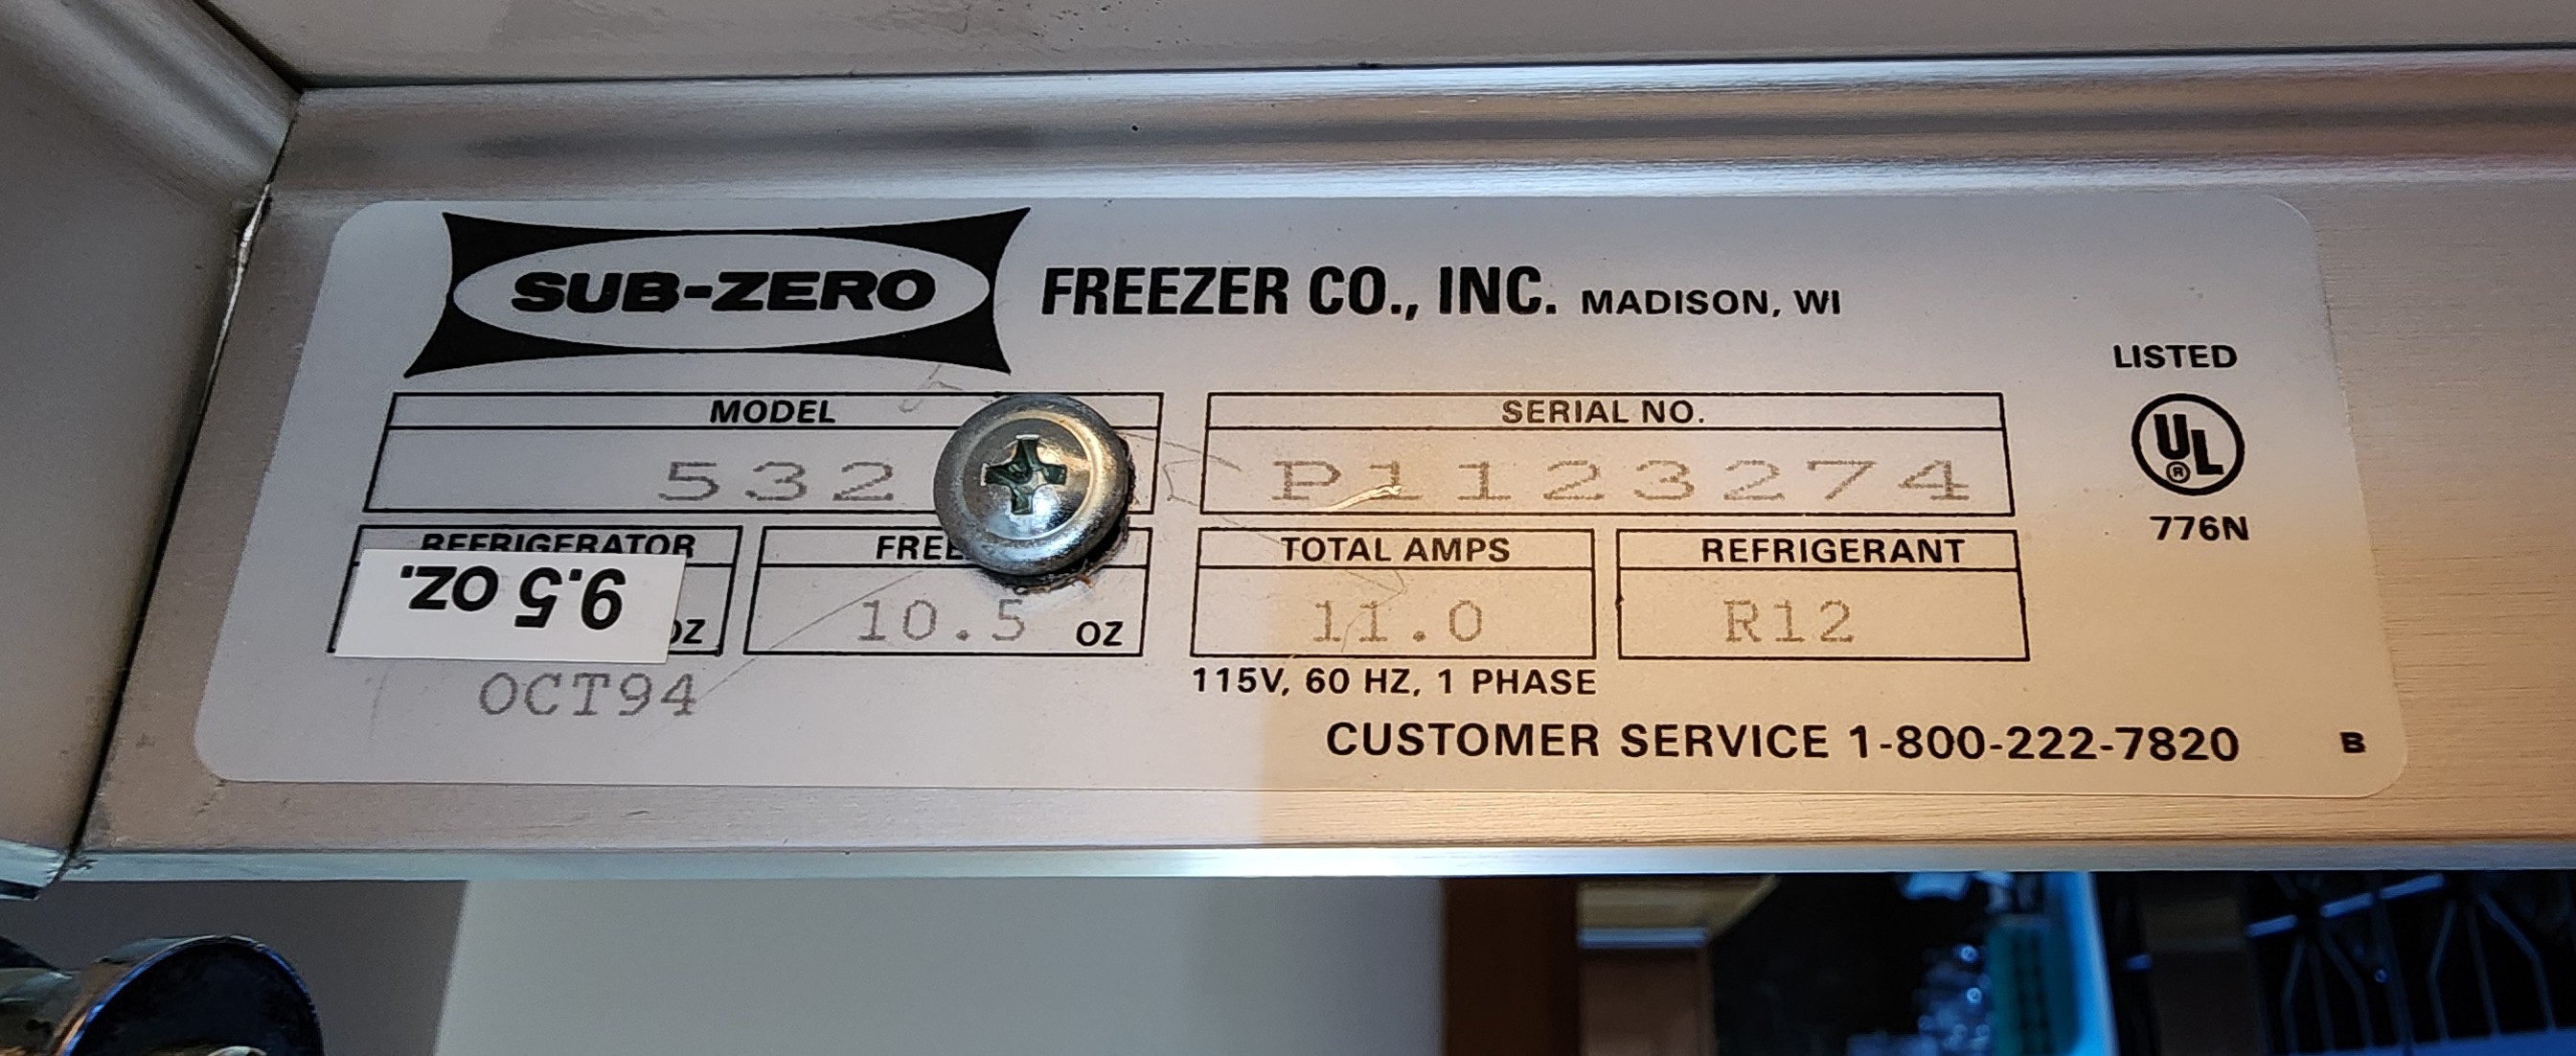 SUB-ZERO FREEZER CO., INC. MADISON, WI
LISTED
MODEL SERIAL NO.
UL ®
532 P1123274
776N
REFRIGERATOR TOTAL AMPS REFRIGERANT
9.5 OZ. OZ 10.5 OZ 11.0 R12
OCT94 115V, 60 HZ, 1 PHASE
CUSTOMER SERVICE 1-800-222-7820 B